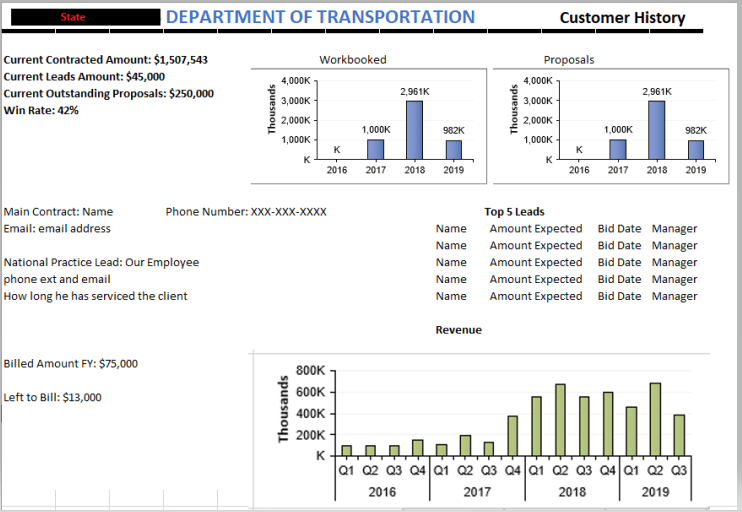 State DEPARTMENT OF TRANSPORTATION Customer History
Current Contracted Amount: $1,507,543
Current Leads Amount: $45,000
Current Outstanding Proposals: $250,000
Win Rate: 42%
Workbooked
Thousands
4,000K
3,000K
2,000K
1,000K
K
K
1,000K
2,961K
982K
2016 2017 2018 2019
Proposals
Thousands
4,000K
3,000K
2,000K
1,000K
K
K
1,000K
2,961K
982K
2016 2017 2018 2019
Main Contract: Name Phone Number: XXX-XXX-XXXX
Email: email address
National Practice Lead: Our Employee
phone ext and email
How long he has serviced the client
Top 5 Leads
Name Amount Expected Bid Date Manager
Name Amount Expected Bid Date Manager
Name Amount Expected Bid Date Manager
Name Amount Expected Bid Date Manager
Name Amount Expected Bid Date Manager
Billed Amount FY: $75,000
Left to Bill: $13,000
Revenue
Thousands
800K
600K
400K
200K
K
Q1 Q2 Q3 Q4 Q1 Q2 Q3 Q4 Q1 Q2 Q3 Q4 Q1 Q2 Q3
2016 2017 2018 2019